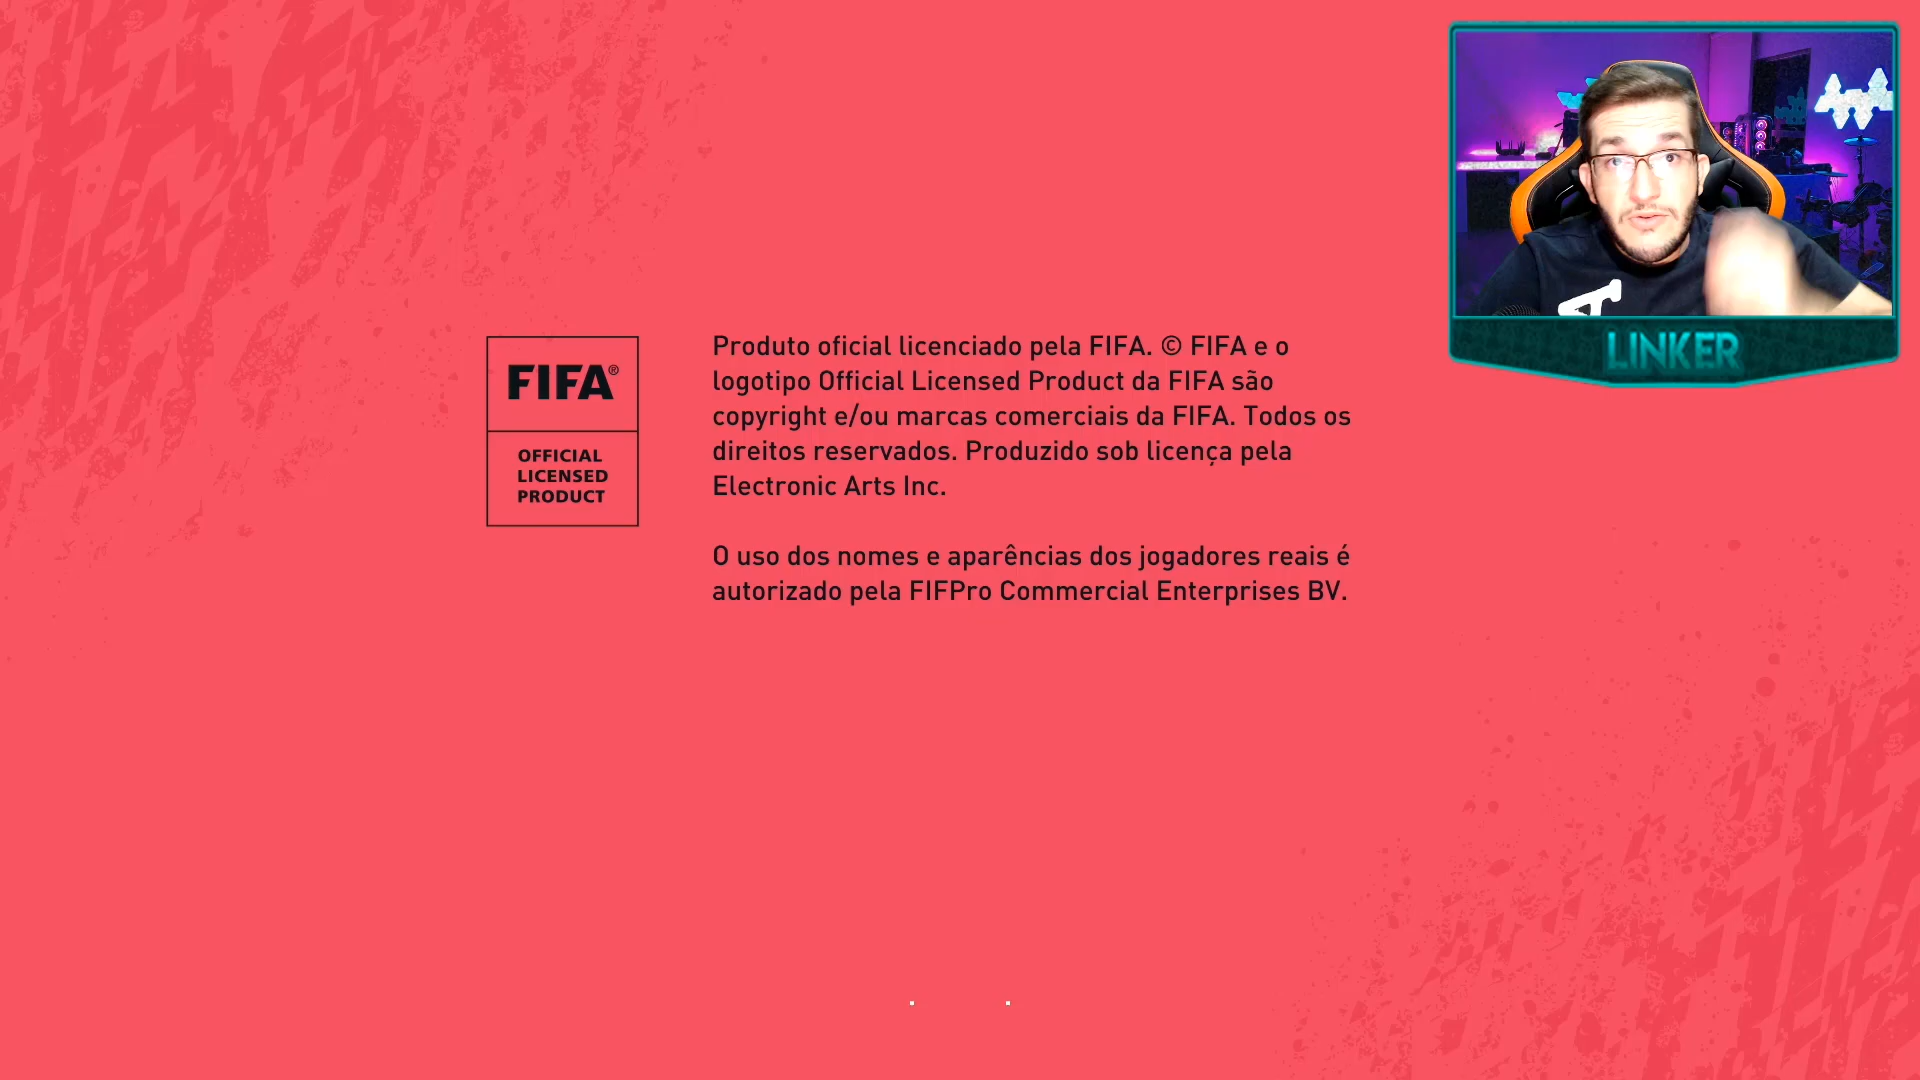 FIFA®
OFFICIAL
LICENSED
PRODUCT
Produto oficial licenciado pela FIFA. © FIFA e o
logotipo Official Licensed Product da FIFA são
copyright e/ou marcas comerciais da FIFA. Todos os
direitos reservados. Produzido sob licença pela
Electronic Arts Inc.
O uso dos nomes e aparências dos jogadores reais é
autorizado pela FIFPro Commercial Enterprises BV.
LINKER